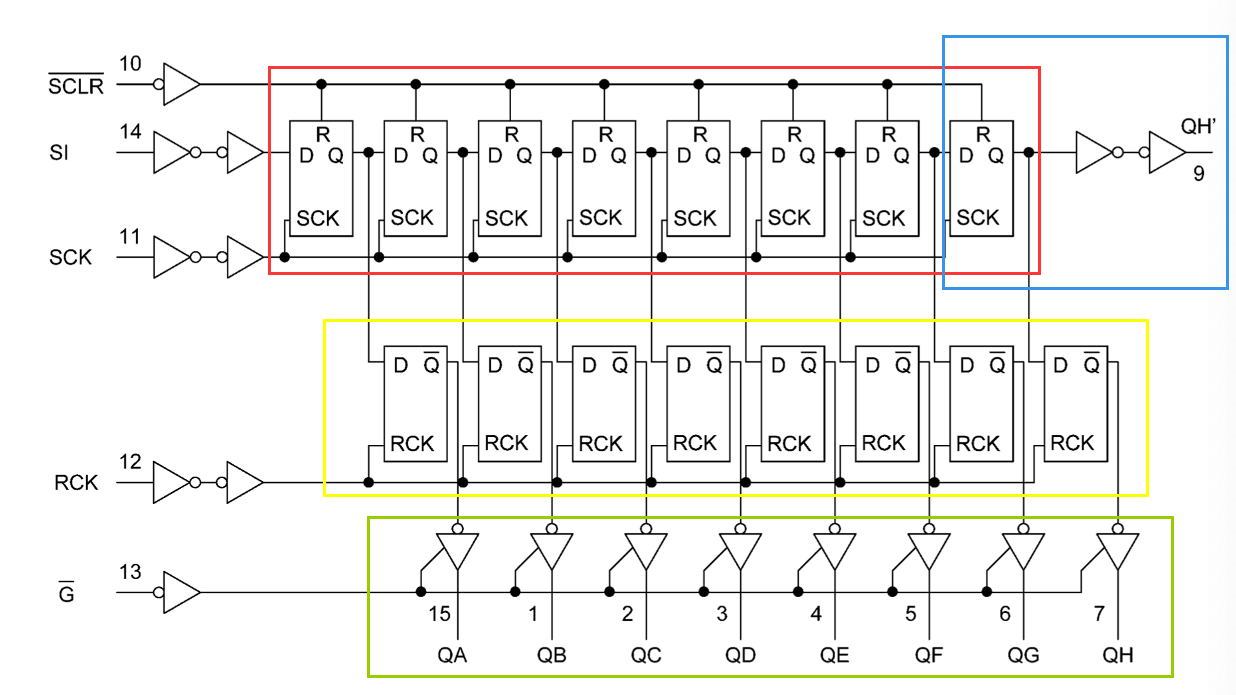 10
S̅C̅L̅R̅
14
SI
11
SCK
R R R R R R R R
D Q D Q D Q D Q D Q D Q D Q D Q
SCK SCK SCK SCK SCK SCK SCK SCK
QH'
9
D Q̅ D Q̅ D Q̅ D Q̅ D Q̅ D Q̅ D Q̅ D Q̅
RCK RCK RCK RCK RCK RCK RCK RCK
12
RCK
13
G̅
15 1 2 3 4 5 6 7
QA QB QC QD QE QF QG QH